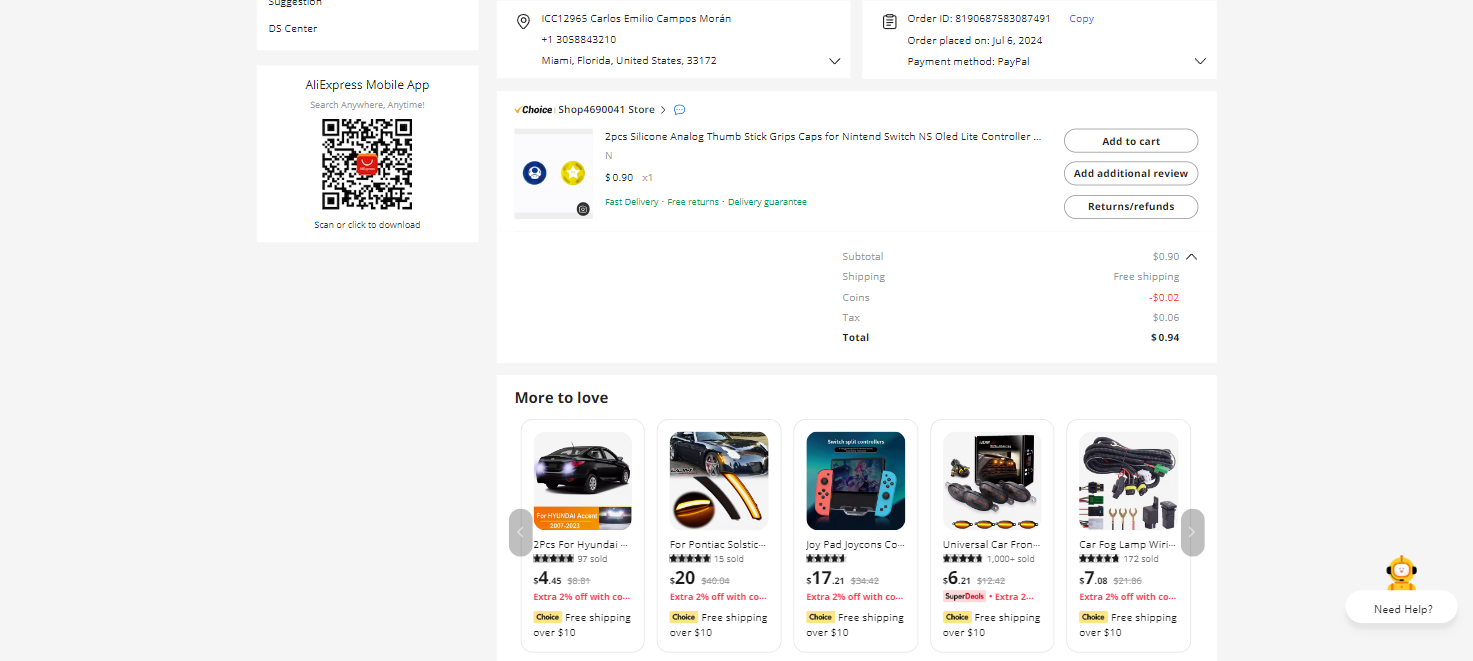 Suggestion
DS Center
AliExpress Mobile App
Search Anywhere, Anytime!
Scan or click to download
ICC12965 Carlos Emilio Campos Morán
+1 3058843210
Miami, Florida, United States, 33172
Order ID: 8190687583087491 Copy
Order placed on: Jul 6, 2024
Payment method: PayPal
Choice Shop4690041 Store
2pcs Silicone Analog Thumb Stick Grips Caps for Nintend Switch NS Oled Lite Controller ...
N
$0.90 x1
Fast Delivery · Free returns · Delivery guarantee
Add to cart
Add additional review
Returns/refunds
Subtotal $0.90
Shipping Free shipping
Coins -$0.02
Tax $0.06
Total $0.94
More to love
For HYUNDAI Accent
2007-2023
2Pcs For Hyundai ...
97 sold
$4.45 $8.81
Extra 2% off with co...
Choice Free shipping
over $10
For Pontiac Solstic...
15 sold
$20 $40.04
Extra 2% off with co...
Choice Free shipping
over $10
Switch split controllers
Joy Pad Joycons Co...
$17.21 $34.42
Extra 2% off with co...
Choice Free shipping
over $10
Universal Car Fron...
1,000+ sold
$6.21 $12.42
SuperDeals • Extra 2...
Choice Free shipping
over $10
Car Fog Lamp Wiri...
172 sold
$7.08 $21.86
Extra 2% off with co...
Choice Free shipping
over $10
Need Help?